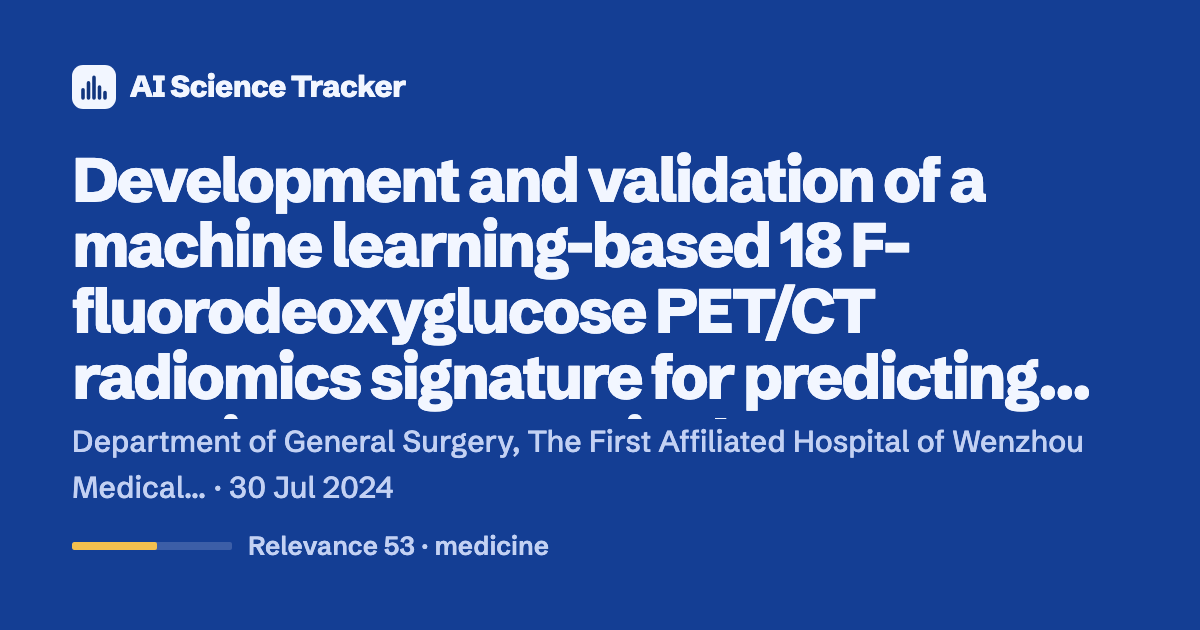 AI Science Tracker
Development and validation of a
machine learning-based 18 F-
fluorodeoxyglucose PET/CT
radiomics signature for predicting...
Department of General Surgery, The First Affiliated Hospital of Wenzhou
Medical... · 30 Jul 2024
Relevance 53 · medicine